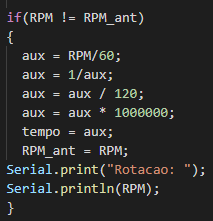 if(RPM != RPM_ant)
{
aux = RPM/60;
aux = 1/aux;
aux = aux / 120;
aux = aux * 1000000;
tempo = aux;
RPM_ant = RPM;
Serial.print("Rotacao: ");
Serial.println(RPM);
}